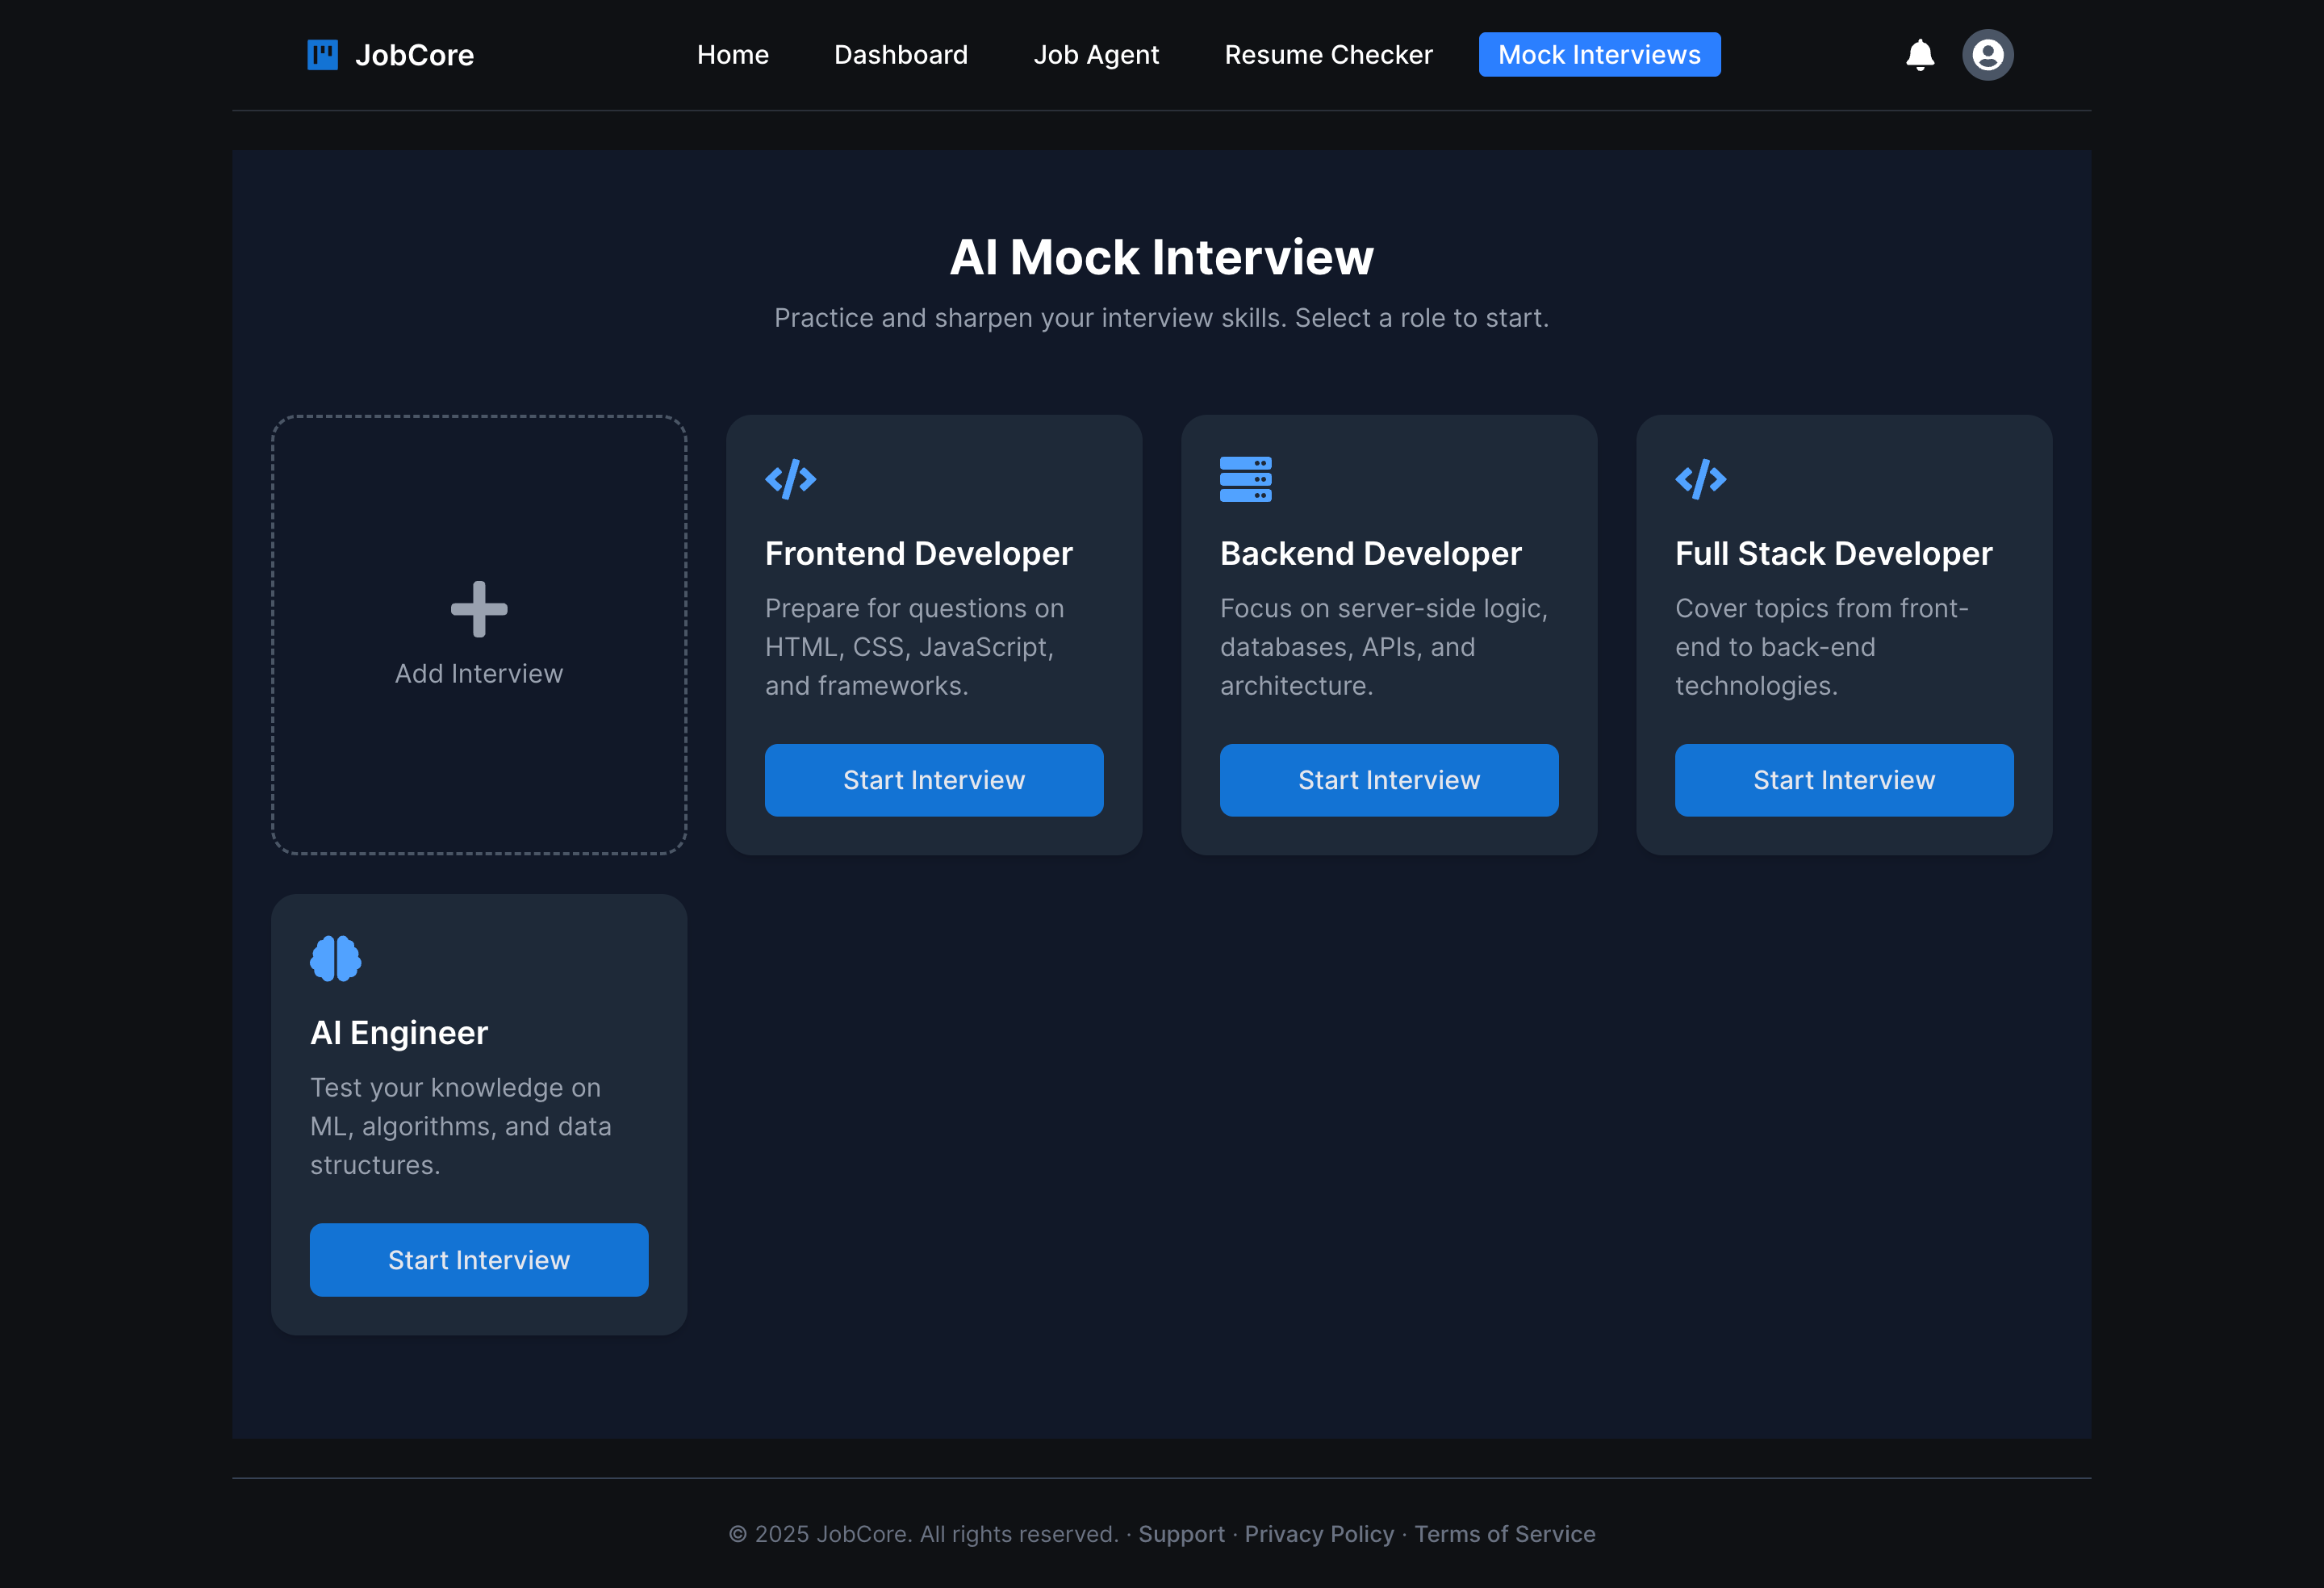 JobCore
Home
Dashboard
Job Agent
Resume Checker
Mock Interviews
AI Mock Interview
Practice and sharpen your interview skills. Select a role to start.
Add Interview
Frontend Developer
Prepare for questions on
HTML, CSS, JavaScript,
and frameworks.
Start Interview
Backend Developer
Focus on server-side logic,
databases, APIs, and
architecture.
Start Interview
Full Stack Developer
Cover topics from front-
end to back-end
technologies.
Start Interview
AI Engineer
Test your knowledge on
ML, algorithms, and data
structures.
Start Interview
© 2025 JobCore. All rights reserved. · Support · Privacy Policy · Terms of Service